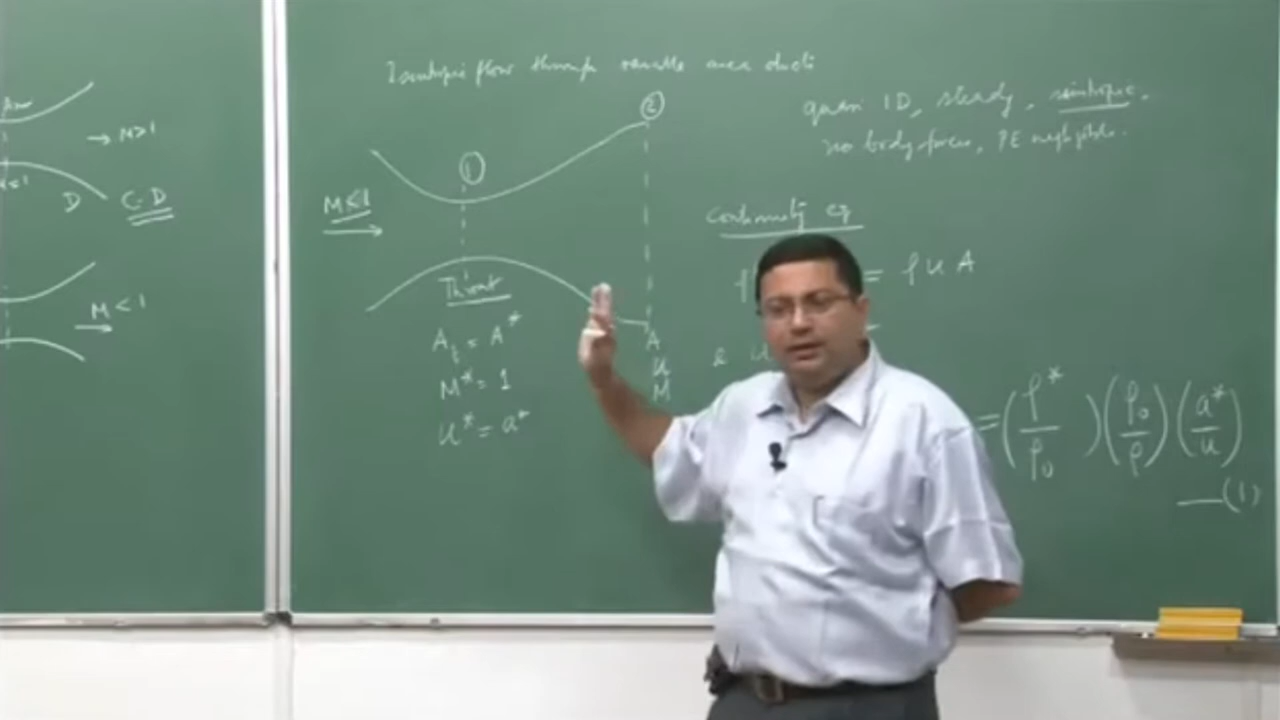 → M>1
D C-D
→ M < 1
Isentropic flow through variable area ducts
①
②
M≤1
Throat
A_t = A*
M* = 1
u* = a*
A
u
M
quasi 1D, steady, isentropic,
no body forces, PE negligible.
Continuity eq
= ρ u A
&
= (ρ*/ρ₀)(ρ₀/ρ)(a*/u)
—(1)